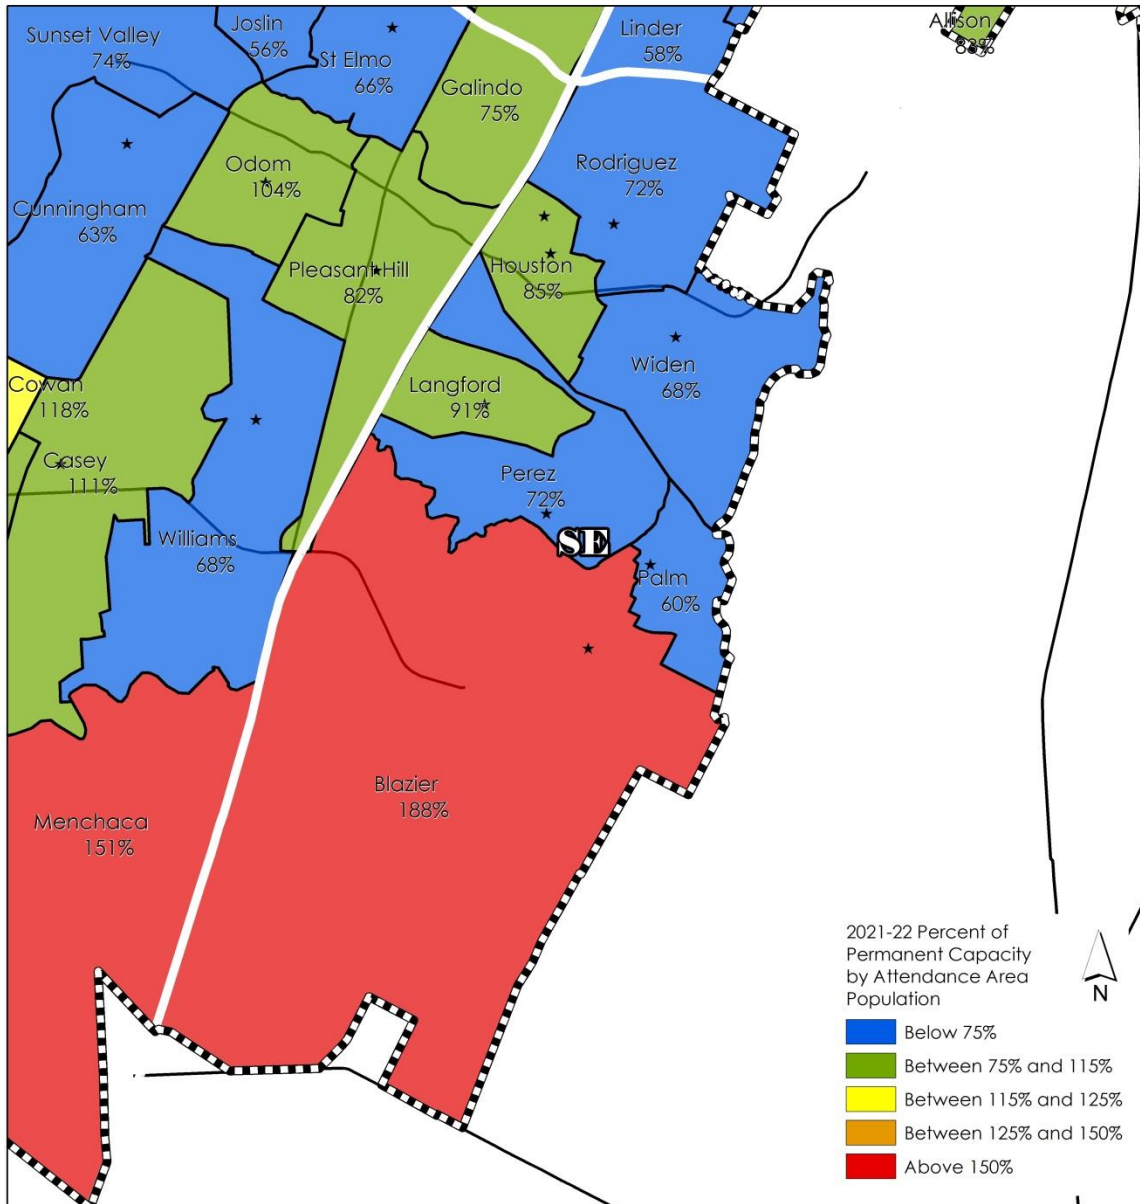 Sunset Valley
74%
Joslin
56%
St Elmo
66%
Linder
58%
Allison
83%
Galindo
75%
Odom
104%
Rodriguez
72%
Cunningham
63%
Pleasant Hill
82%
Houston
85%
Widen
68%
Cowan
118%
Langford
91%
Casey
111%
Perez
72%
Williams
68%
SE
Palm
60%
Blazier
188%
Menchaca
151%
2021-22 Percent of
Permanent Capacity
by Attendance Area
Population
N
Below 75%
Between 75% and 115%
Between 115% and 125%
Between 125% and 150%
Above 150%